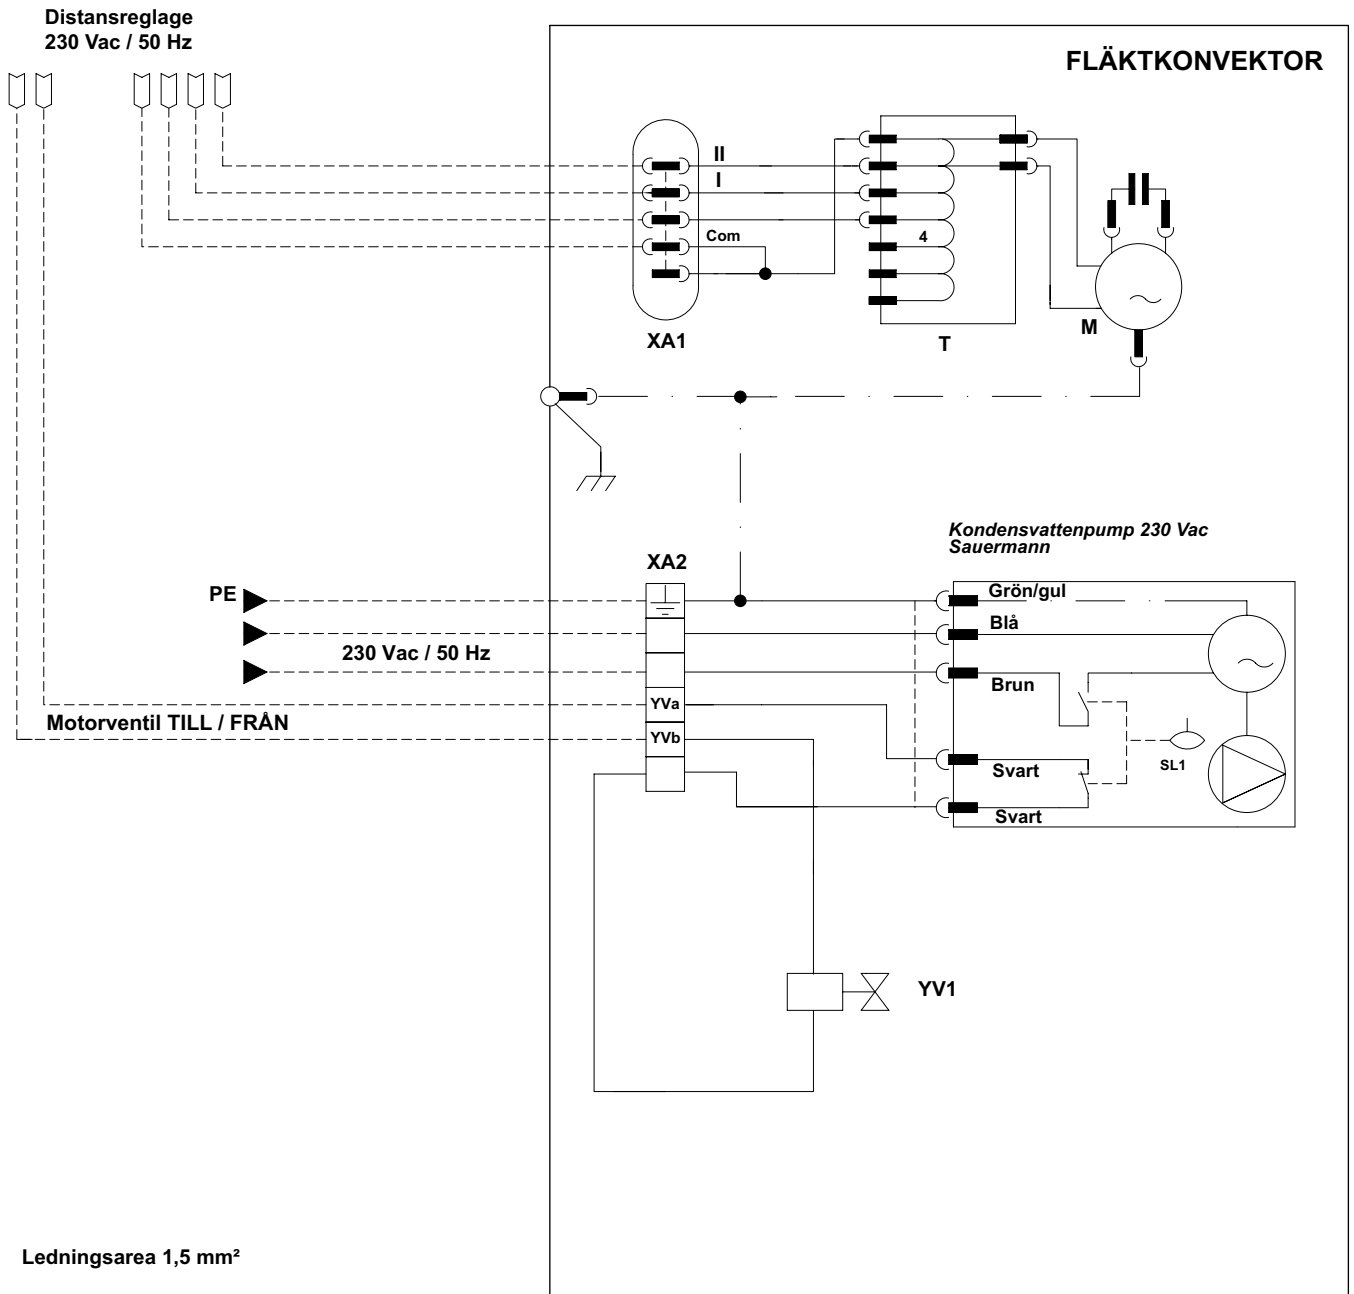 Distansreglage
230 Vac / 50 Hz
FLÄKTKONVEKTOR
II
I
Com
4
XA1
T
M
Kondensvattenpump 230 Vac
Sauermann
XA2
PE
Grön/gul
Blå
230 Vac / 50 Hz
Brun
YVa
Motorventil TILL / FRÅN
YVb
Svart
SL1
Svart
YV1
Ledningsarea 1,5 mm²